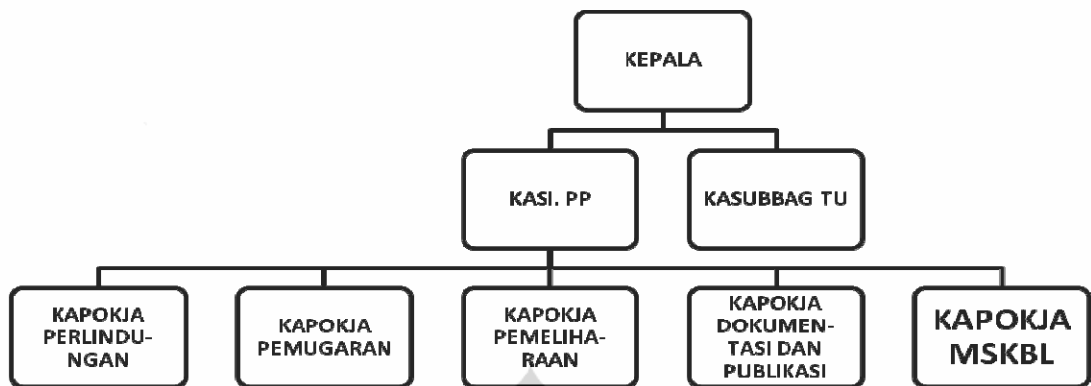 KEPALA
KASI. PP
KASUBBAG TU
KAPOKJA
PERLINDU-
NGAN
KAPOKJA
PEMUGARAN
KAPOKJA
PEMELIHA-
RAAN
KAPOKJA
DOKUMEN-
TASI DAN
PUBLIKASI
KAPOKJA
MSKBL